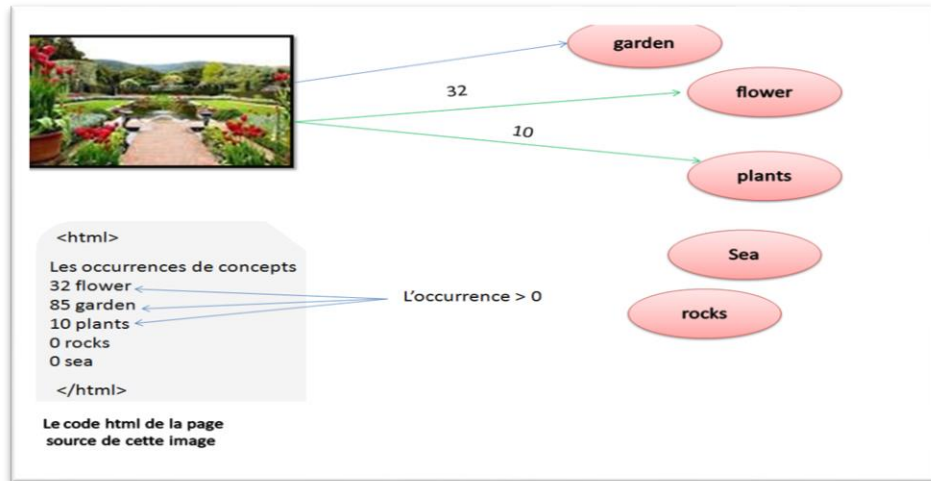 garden
32
flower
10
plants
<html>
Les occurrences de concepts
32 flower
85 garden
10 plants
0 rocks
0 sea
</html>
L'occurrence > 0
Sea
rocks
Le code html de la page
source de cette image